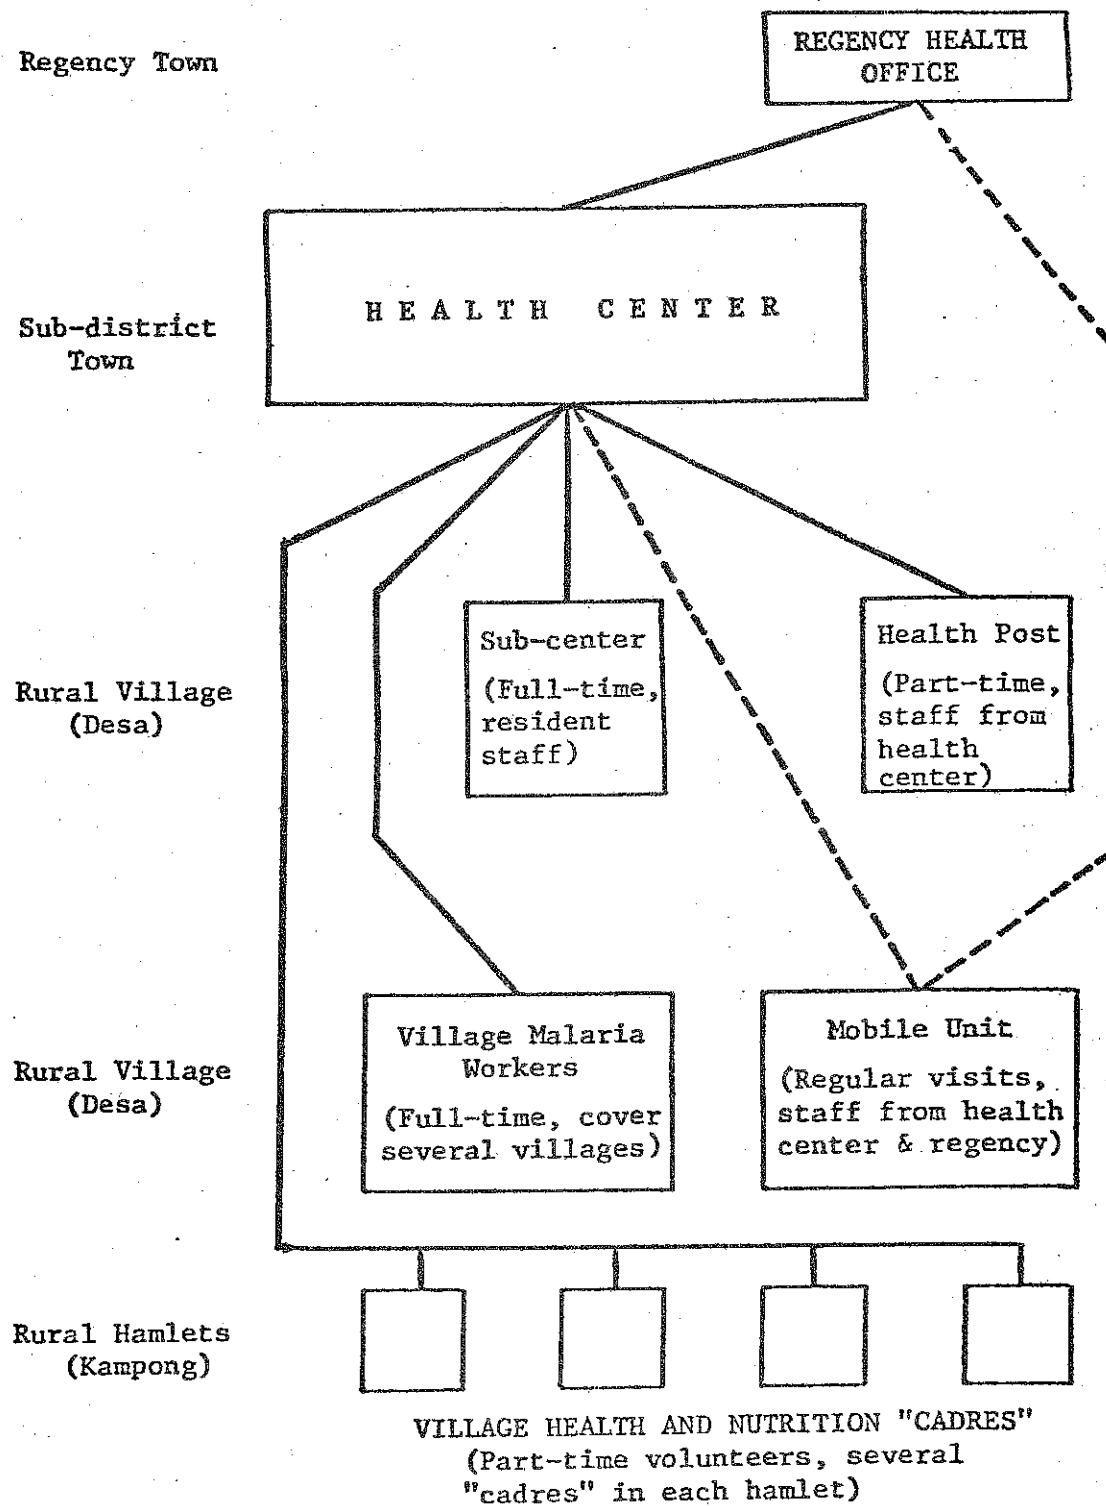 Regency Town
REGENCY HEALTH
OFFICE
Sub-district
Town
HEALTH CENTER
Rural Village
(Desa)
Sub-center
(Full-time,
resident
staff)
Health Post
(Part-time,
staff from
health
center)
Rural Village
(Desa)
Village Malaria
Workers
(Full-time, cover
several villages)
Mobile Unit
(Regular visits,
staff from health
center & regency)
Rural Hamlets
(Kampong)
VILLAGE HEALTH AND NUTRITION "CADRES"
(Part-time volunteers, several
"cadres" in each hamlet)